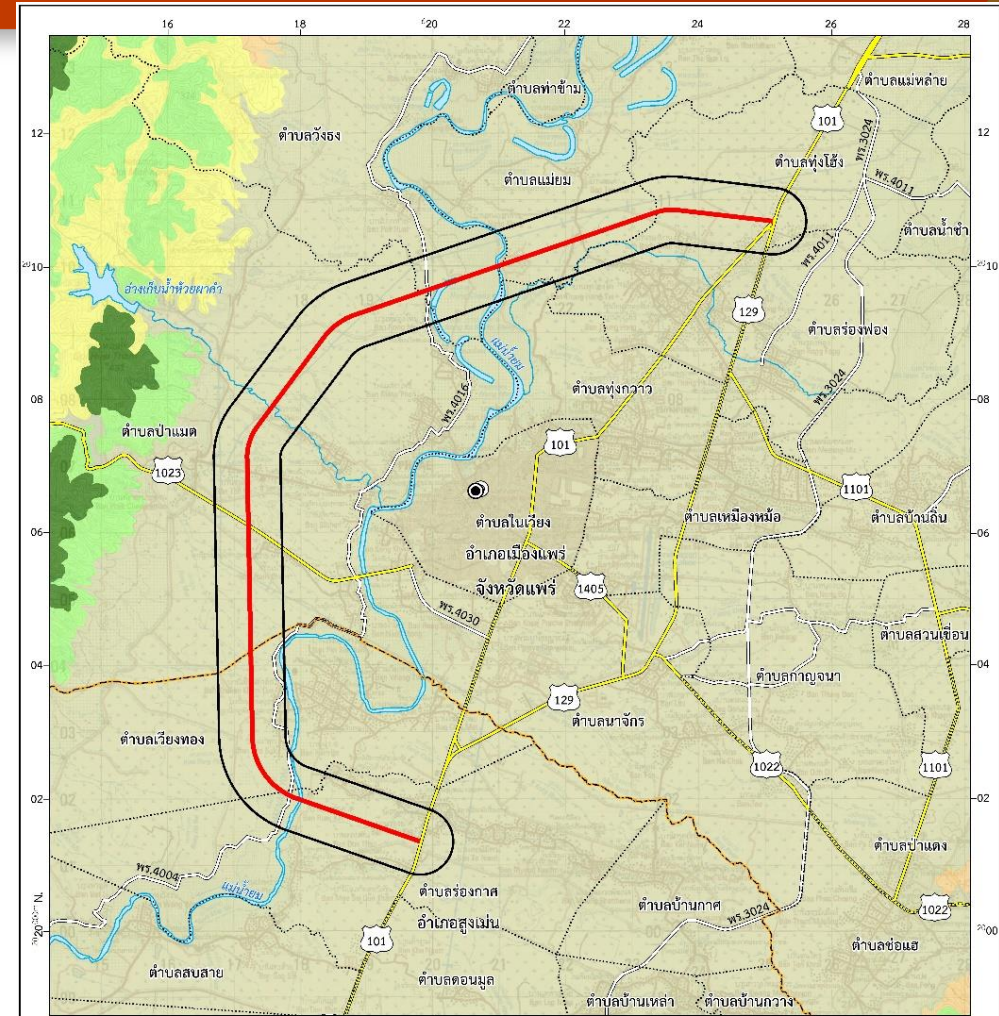 16 18 20 22 24 26 28
ตำบลแม่หล่าย
ตำบลท่าข้าม
101
พร.3024
12 12
ตำบลวังธง
ตำบลทุ่งโฮ้ง
ตำบลแม่ยม
พร.4011
ตำบลน้ำชำ
พร.4011
10 10
อ่างเก็บน้ำห้วยผาคำ
129
ตำบลร่องฟอง
แม่น้ำยม
พร.3024
ตำบลทุ่งกวาว
พร.4016
08 08
ตำบลป่าแมต
101
1023
1101
ตำบลในเวียง
ตำบลเหมืองหม้อ
ตำบลบ้านถิ่น
06 06
อำเภอเมืองแพร่
จังหวัดแพร่
1405
พร.4030
ตำบลสวนเขื่อน
04 04
ตำบลกาญจนา
129
ตำบลนาจักร
ตำบลเวียงทอง
1022
1101
02 02
ตำบลป่าแดง
พร.4004
แม่น้ำยม
ตำบลร่องกาศ
ตำบลบ้านกาศ
1022
อำเภอสูงเม่น
พร.3024
101
ตำบลช่อแฮ
ตำบลสบสาย
ตำบลดอนมูล
ตำบลบ้านเหล่า
ตำบลบ้านกวาง